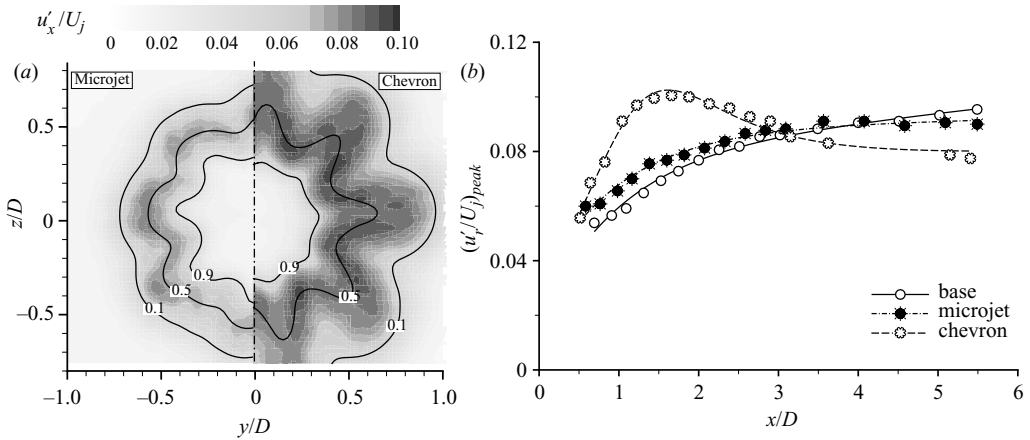 u′x/Uj
0 0.02 0.04 0.06 0.08 0.10
(a)
Microjet
Chevron
0.9
0.9
0.5
0.5
0.1
0.1
z/D
0.5
0
−0.5
−1.0 −0.5 0 0.5 1.0
y/D
(b)
(u′r/Uj)peak
0.12
0.08
0.04
0
base
microjet
chevron
0 1 2 3 4 5 6
x/D